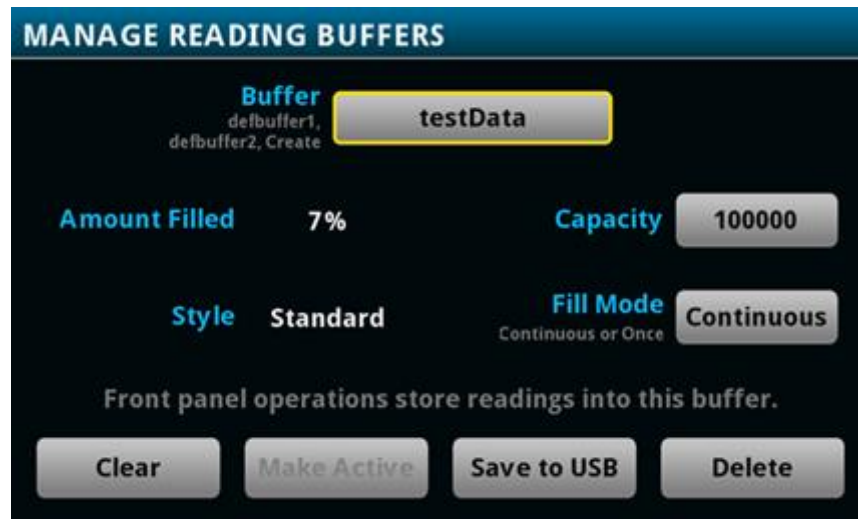 MANAGE READING BUFFERS
Buffer
defbuffer1,
defbuffer2, Create
testData
Amount Filled 7% Capacity 100000
Style Standard Fill Mode Continuous
Continuous or Once
Front panel operations store readings into this buffer.
Clear Make Active Save to USB Delete